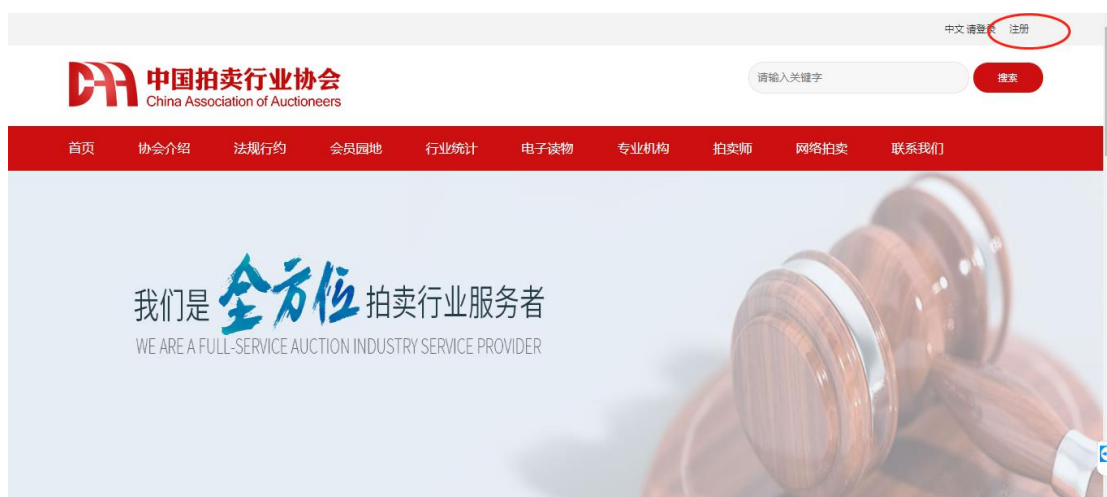 中文 请登录 注册
中国拍卖行业协会
China Association of Auctioneers
请输入关键字
搜索
首页 协会介绍 法规行约 会员园地 行业统计 电子读物 专业机构 拍卖师 网络拍卖 联系我们
我们是 全方位 拍卖行业服务者
WE ARE A FULL-SERVICE AUCTION INDUSTRY SERVICE PROVIDER